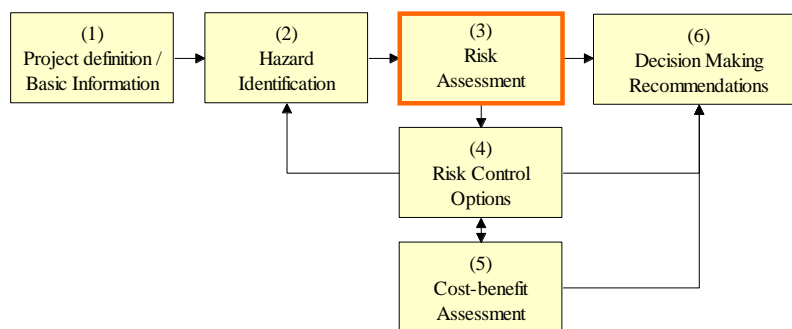 (1)
Project definition /
Basic Information
(2)
Hazard
Identification
(3)
Risk
Assessment
(6)
Decision Making
Recommendations
(4)
Risk Control
Options
(5)
Cost-benefit
Assessment